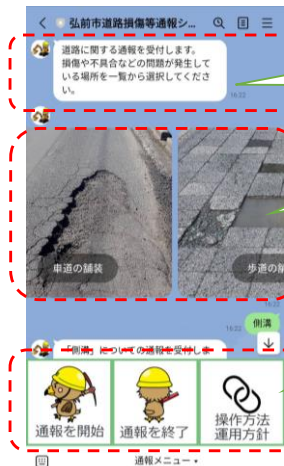 弘前市道路損傷等通報シ...
道路に関する通報を受付します。
損傷や不具合などの問題が発生して
いる場所を一覧から選択してくださ
い。
16:22
車道の舗装
歩道の舗
16:22
側溝
「側溝」についての通報を受付しま
通報を開始
通報を終了
操作方法
運用方針
通報メニュー